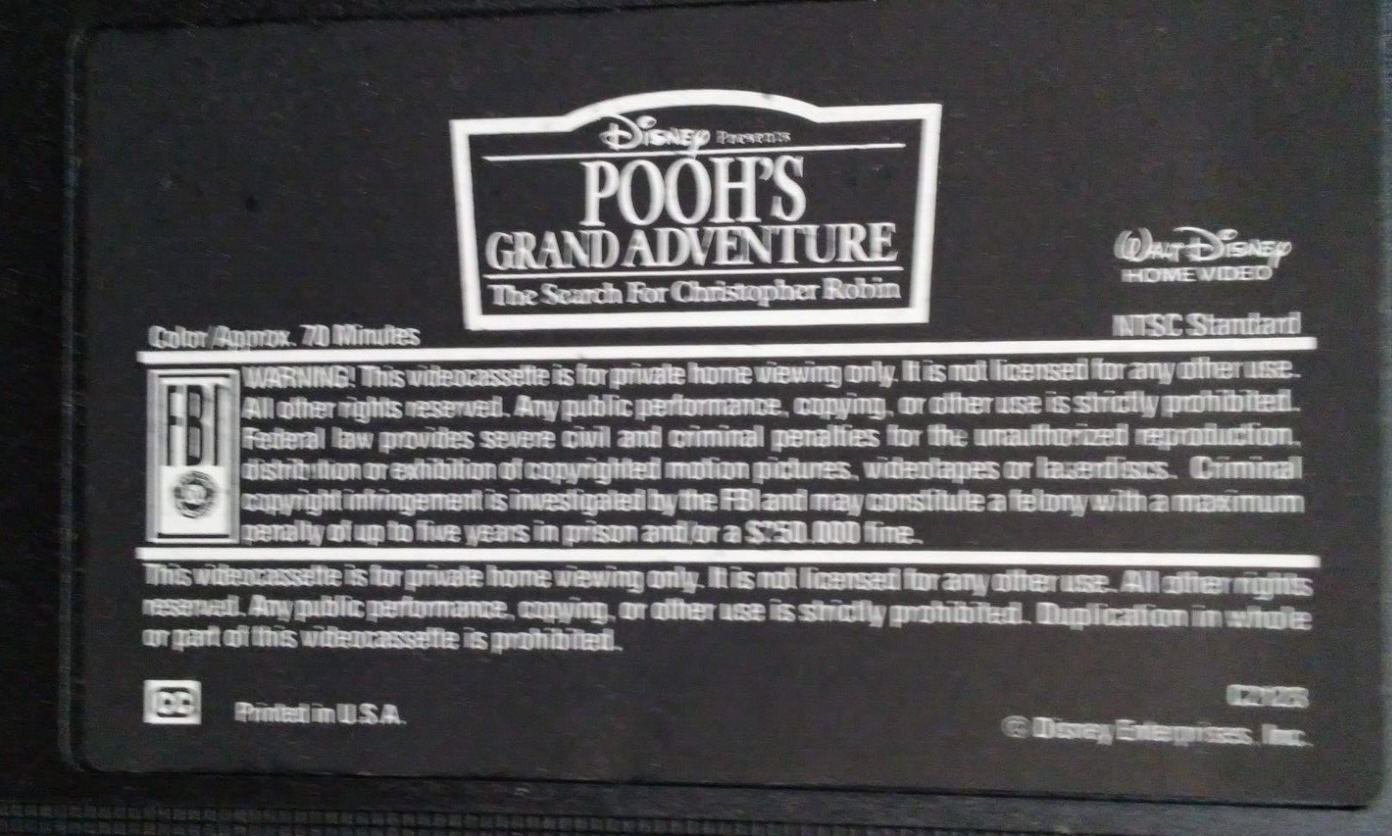 Disney Presents
POOH'S
GRAND ADVENTURE
The Search For Christopher Robin
WALT DISNEY
HOME VIDEO
Color/Approx. 70 Minutes
NTSC Standard
FBI
WARNING! This videocassette is for private home viewing only. It is not licensed for any other use.
All other rights reserved. Any public performance, copying, or other use is strictly prohibited.
Federal law provides severe civil and criminal penalties for the unauthorized reproduction,
distribution or exhibition of copyrighted motion pictures, videotapes or laserdiscs. Criminal
copyright infringement is investigated by the FBI and may constitute a felony with a maximum
penalty of up to five years in prison and/or a $250,000 fine.
This videocassette is for private home viewing only. It is not licensed for any other use. All other rights
reserved. Any public performance, copying, or other use is strictly prohibited. Duplication in whole
or part of this videocassette is prohibited.
CC
Printed in U.S.A.
© Disney Enterprises, Inc.